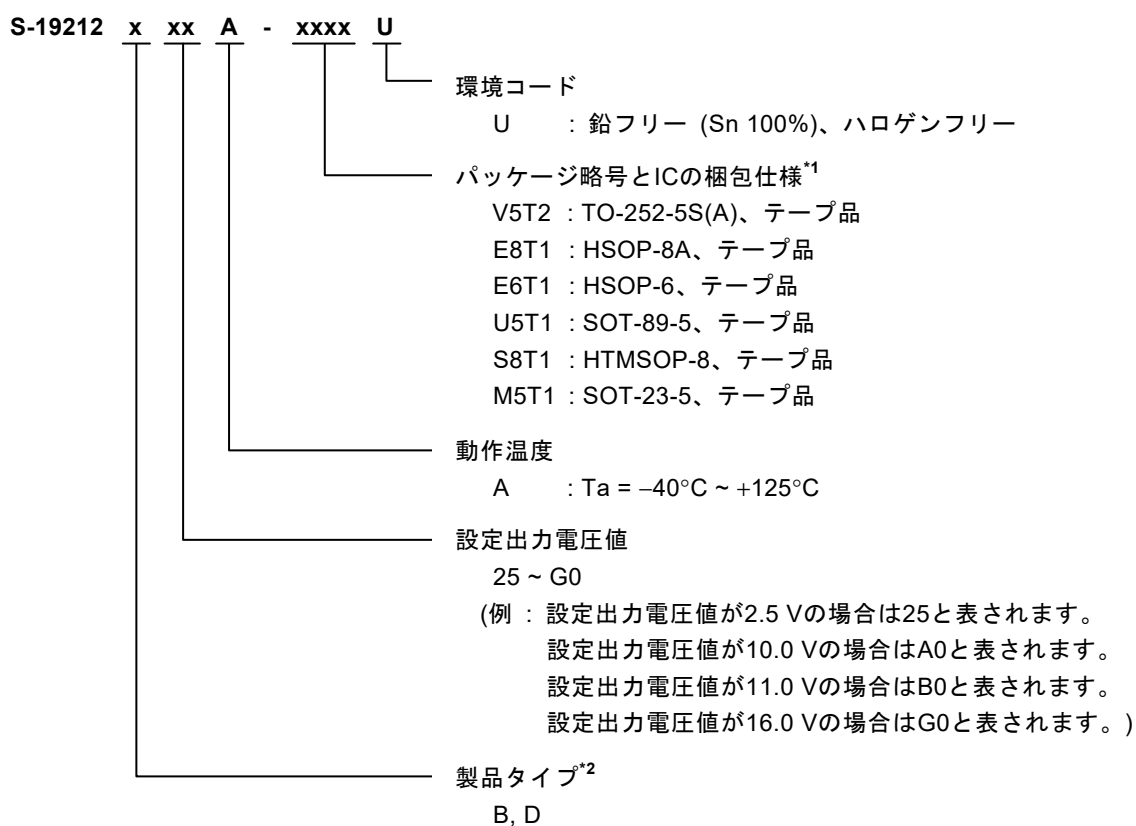 S-19212 x xx A - xxxx U
環境コード
U : 鉛フリー (Sn 100%)、ハロゲンフリー
パッケージ略号とICの梱包仕様*1
V5T2 : TO-252-5S(A)、テープ品
E8T1 : HSOP-8A、テープ品
E6T1 : HSOP-6、テープ品
U5T1 : SOT-89-5、テープ品
S8T1 : HTMSOP-8、テープ品
M5T1 : SOT-23-5、テープ品
動作温度
A : Ta = −40°C ~ +125°C
設定出力電圧値
25 ~ G0
(例 : 設定出力電圧値が2.5 Vの場合は25と表されます。
設定出力電圧値が10.0 Vの場合はA0と表されます。
設定出力電圧値が11.0 Vの場合はB0と表されます。
設定出力電圧値が16.0 Vの場合はG0と表されます。)
製品タイプ*2
B, D